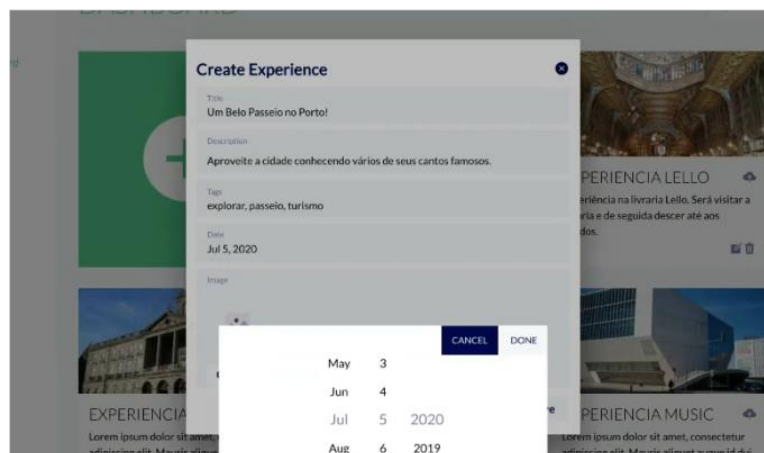 Create Experience
Title
Um Belo Passeio no Porto!
Description
Aproveite a cidade conhecendo vários de seus cantos famosos.
Tags
explorar, passeio, turismo
Date
Jul 5, 2020
Image
CANCEL DONE
May 3
Jun 4
Jul 5 2020
Aug 6 2019
PERIENCIA LELLO
eriência na livraria Lello. Será visitar a
ria e de seguida descer até aos
dos.
EXPERIENCIA
Lorem ipsum dolor sit amet,
PERIENCIA MUSIC
Lorem ipsum dolor sit amet, consectetur